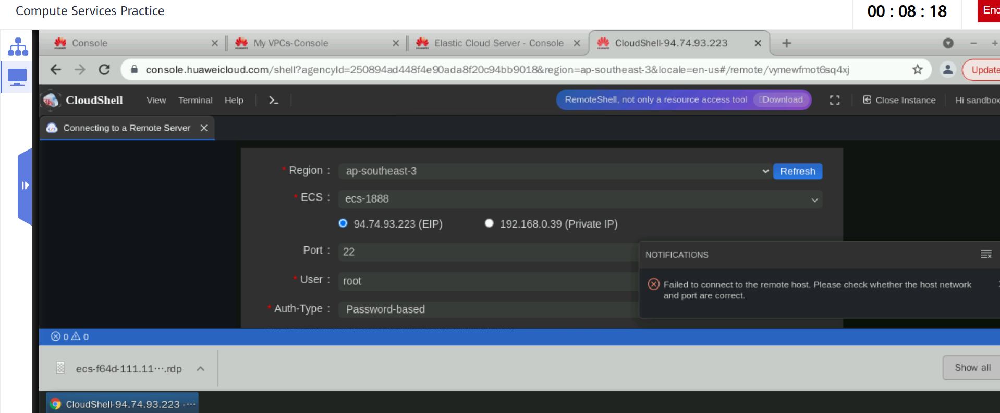 Compute Services Practice
00 : 08 : 18
Console
My VPCs-Console
Elastic Cloud Server - Console
CloudShell-94.74.93.223
console.huaweicloud.com/shell?agencyId=250894ad448f4e90ada8f20c94bb9018&region=ap-southeast-3&locale=en-us#/remote/vymewfmot6sq4xj
Update
CloudShell
View
Terminal
Help
RemoteShell, not only a resource access tool
Download
Close Instance
Hi sandbox
Connecting to a Remote Server
* Region :
ap-southeast-3
Refresh
* ECS :
ecs-1888
94.74.93.223 (EIP)
192.168.0.39 (Private IP)
Port :
22
NOTIFICATIONS
* User :
root
Failed to connect to the remote host. Please check whether the host network
and port are correct.
* Auth-Type :
Password-based
0 0
ecs-f64d-111.11···.rdp
Show all
CloudShell-94.74.93.223 -···